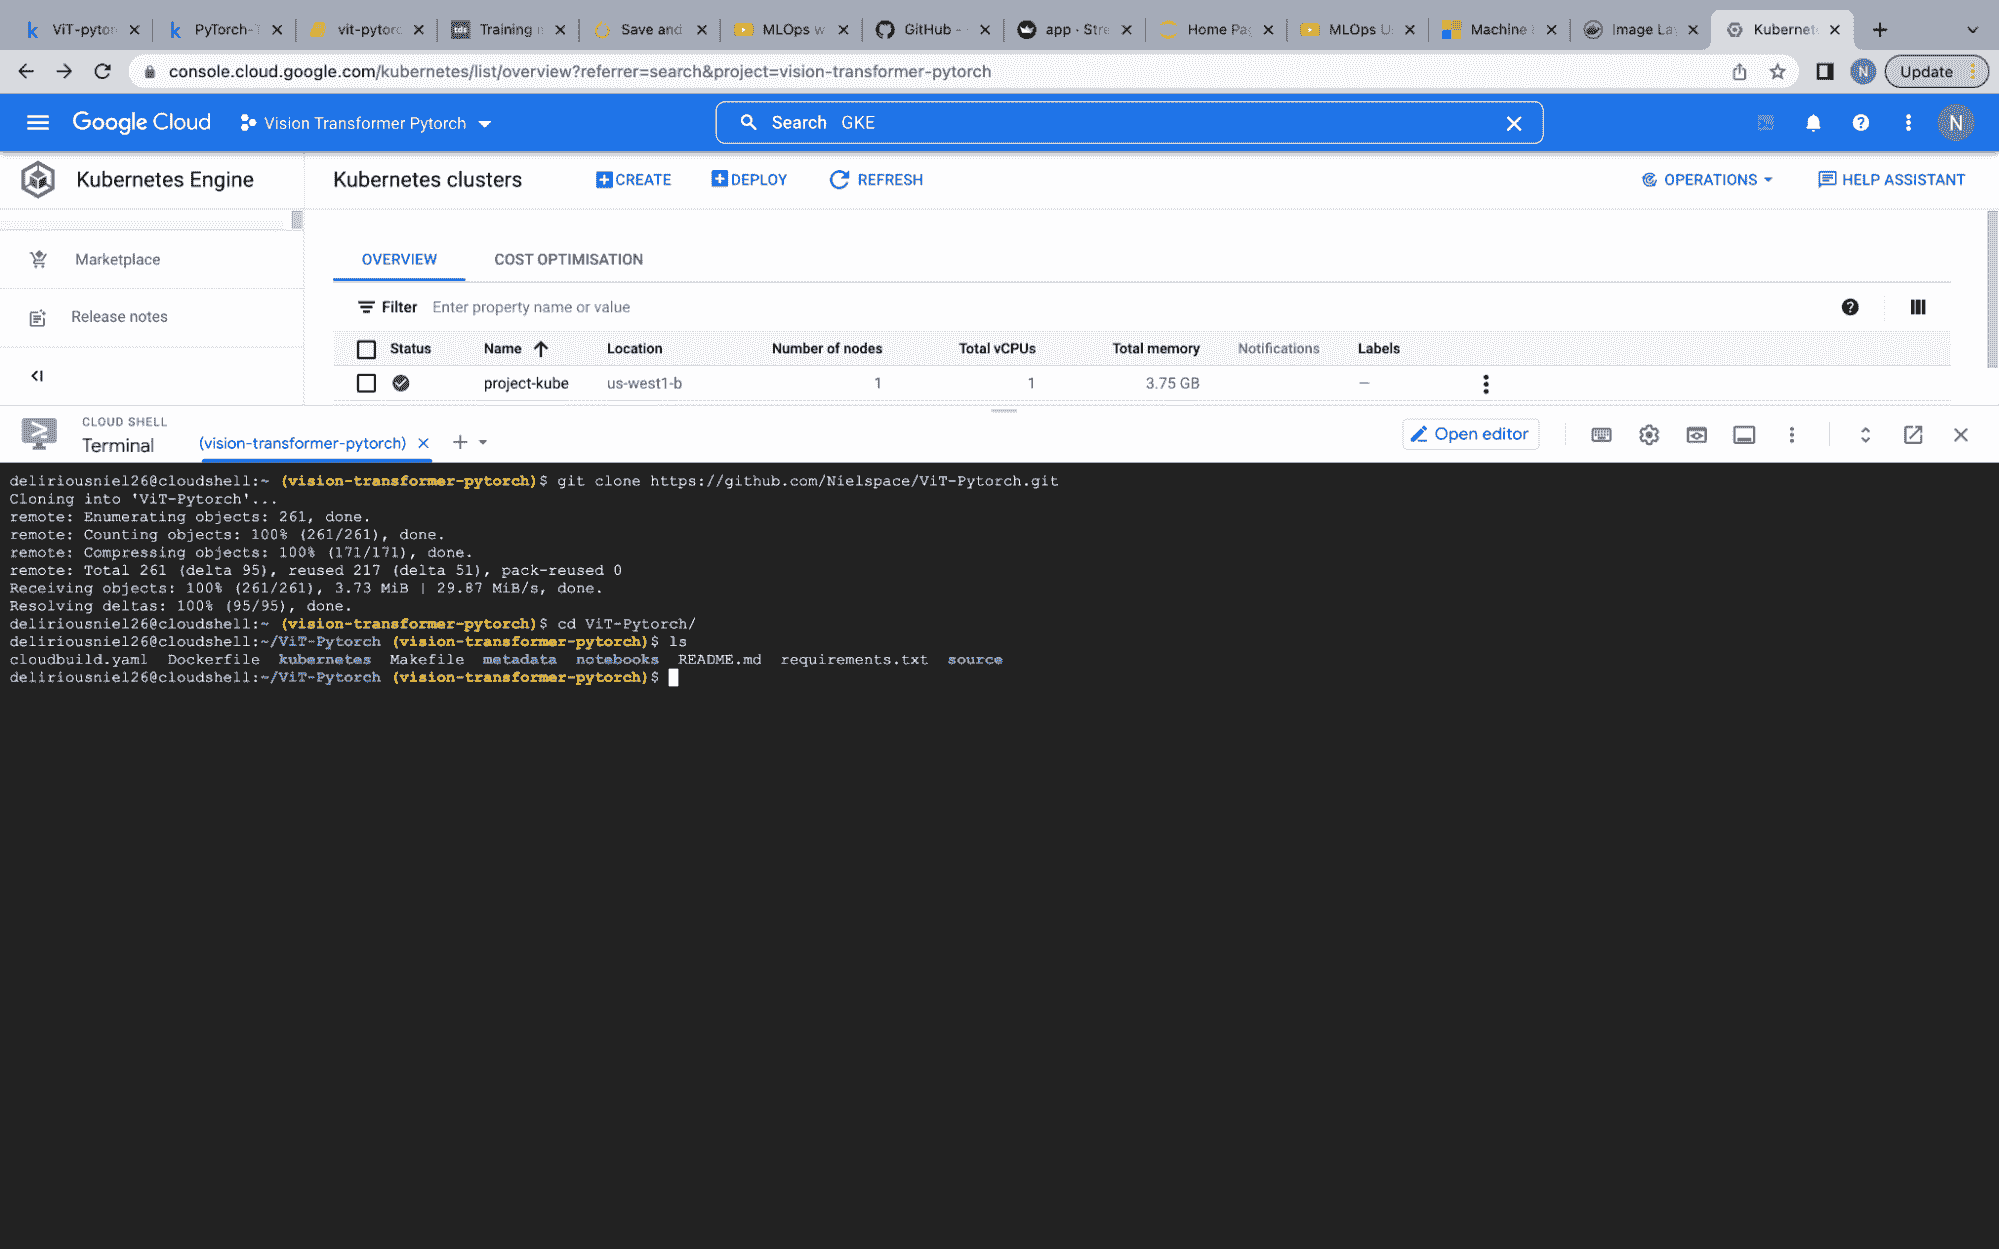 ViT-pytor
PyTorch-T
vit-pytorc
Training
Save and
MLOps w
GitHub -
app · Stre
Home Pag
MLOps U
Machine
Image La
Kubernet
console.cloud.google.com/kubernetes/list/overview?referrer=search&project=vision-transformer-pytorch
N
Update
Google Cloud
Vision Transformer Pytorch
Search GKE
N
Kubernetes Engine
Kubernetes clusters
CREATE
DEPLOY
REFRESH
OPERATIONS
HELP ASSISTANT
Marketplace
Release notes
OVERVIEW
COST OPTIMISATION
Filter Enter property name or value
Status Name Location Number of nodes Total vCPUs Total memory Notifications Labels
project-kube us-west1-b 1 1 3.75 GB —
CLOUD SHELL
Terminal
(vision-transformer-pytorch)
Open editor
deliriousniel26@cloudshell:~ (vision-transformer-pytorch)$ git clone https://github.com/Nielspace/ViT-Pytorch.git
Cloning into 'ViT-Pytorch'...
remote: Enumerating objects: 261, done.
remote: Counting objects: 100% (261/261), done.
remote: Compressing objects: 100% (171/171), done.
remote: Total 261 (delta 95), reused 217 (delta 51), pack-reused 0
Receiving objects: 100% (261/261), 3.73 MiB | 29.87 MiB/s, done.
Resolving deltas: 100% (95/95), done.
deliriousniel26@cloudshell:~ (vision-transformer-pytorch)$ cd ViT-Pytorch/
deliriousniel26@cloudshell:~/ViT-Pytorch (vision-transformer-pytorch)$ ls
cloudbuild.yaml Dockerfile kubernetes Makefile metadata notebooks README.md requirements.txt source
deliriousniel26@cloudshell:~/ViT-Pytorch (vision-transformer-pytorch)$